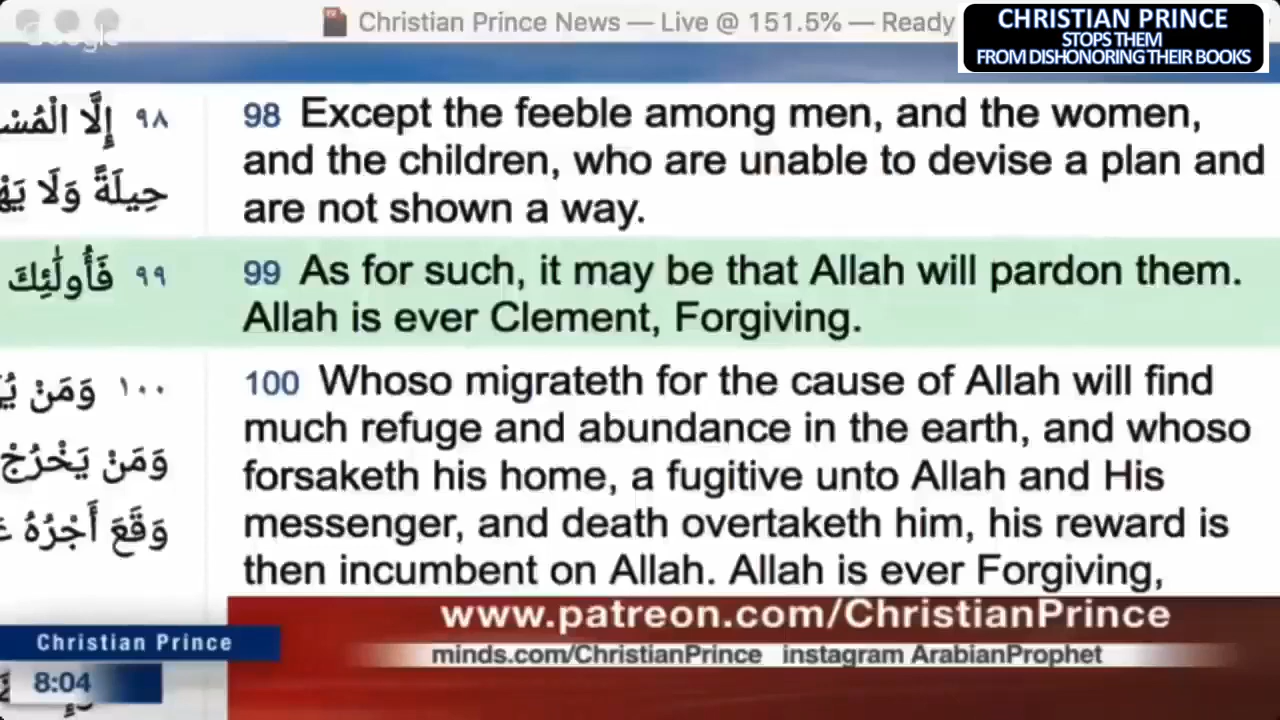 Christian Prince News — Live @ 151.5% — Ready
Google
CHRISTIAN PRINCE
STOPS THEM
FROM DISHONORING THEIR BOOKS
٩٨ إِلَّا
98 Except the feeble among men, and the women,
and the children, who are unable to devise a plan and
are not shown a way.
حِيلَةً وَلَا
٩٩ فَأُولَٰئِكَ
99 As for such, it may be that Allah will pardon them.
Allah is ever Clement, Forgiving.
١٠٠ وَمَنْ
100 Whoso migrateth for the cause of Allah will find
much refuge and abundance in the earth, and whoso
forsaketh his home, a fugitive unto Allah and His
messenger, and death overtaketh him, his reward is
then incumbent on Allah. Allah is ever Forgiving,
وَمَنْ يَخْرُجْ
وَقَعَ أَجْرُهُ
www.patreon.com/ChristianPrince
minds.com/ChristianPrince instagram ArabianProphet
Christian Prince
8:04